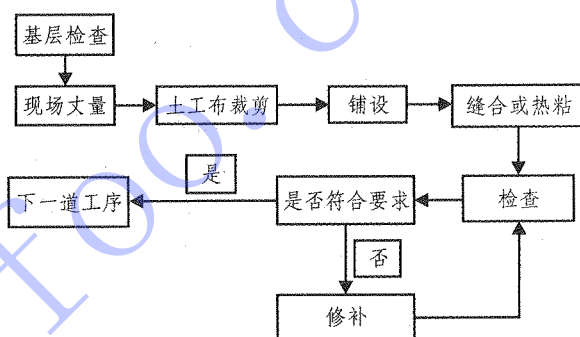 基层检查
现场丈量
土工布裁剪
铺设
缝合或热粘
是
下一道工序
是否符合要求
检查
否
修补